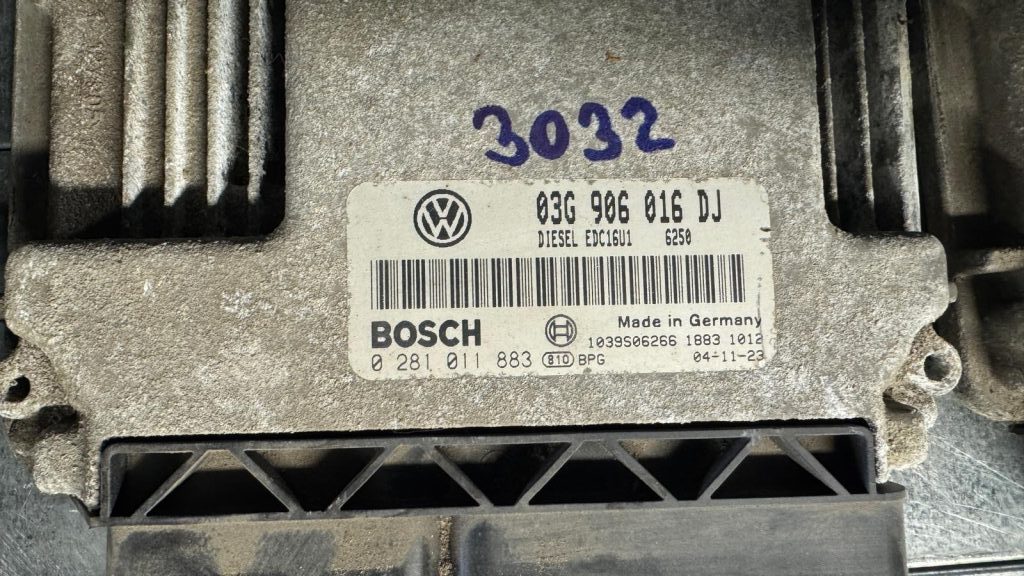 3032
03G 906 016 DJ
DIESEL EDC16U1 6250
BOSCH
Made in Germany
1039S06266 1883 1012
0 281 011 883 810 BPG
04-11-23